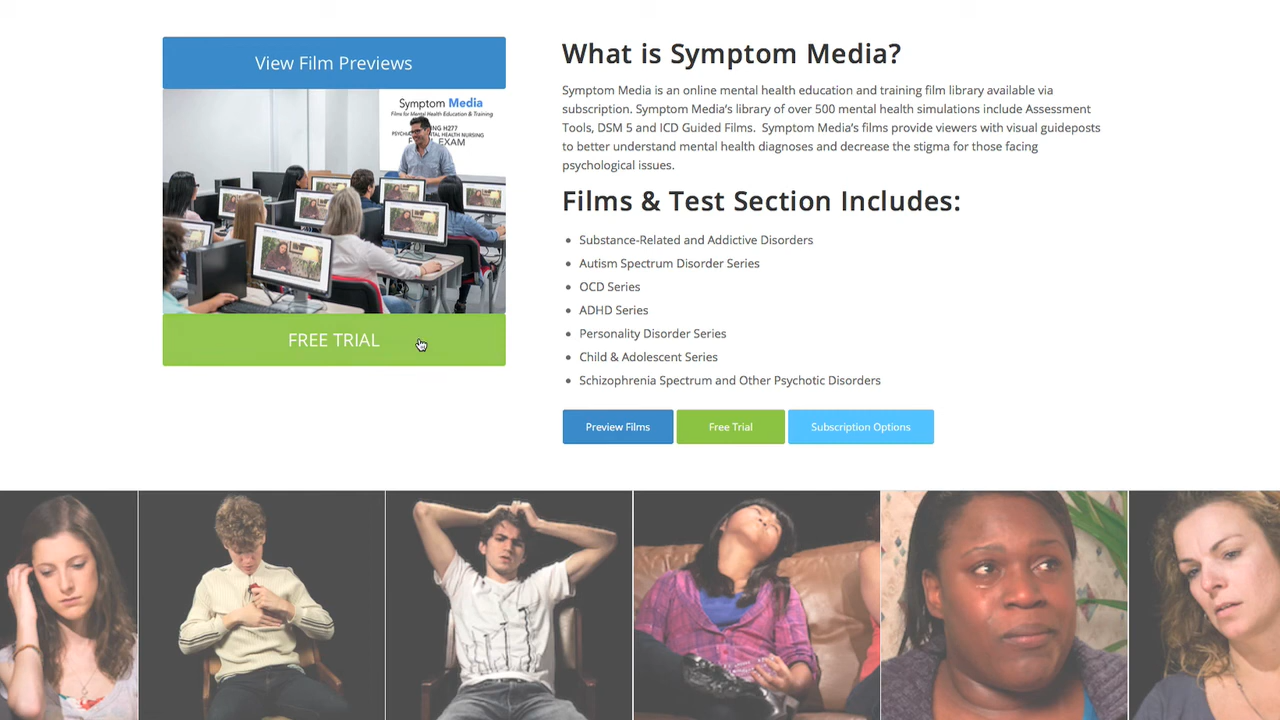 View Film Previews
Symptom Media
Films for Mental Health Education & Training
What is Symptom Media?
Symptom Media is an online mental health education and training film library available via
subscription. Symptom Media's library of over 500 mental health simulations include Assessment
Tools, DSM 5 and ICD Guided Films.  Symptom Media's films provide viewers with visual guideposts
to better understand mental health diagnoses and decrease the stigma for those facing
psychological issues.
Films & Test Section Includes:
Substance-Related and Addictive Disorders
Autism Spectrum Disorder Series
OCD Series
ADHD Series
Personality Disorder Series
Child & Adolescent Series
Schizophrenia Spectrum and Other Psychotic Disorders
FREE TRIAL
Preview Films
Free Trial
Subscription Options